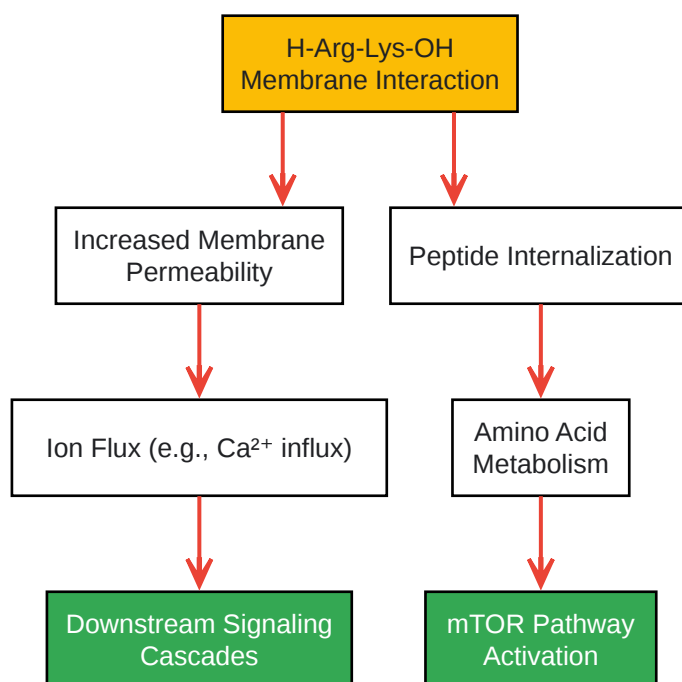 H-Arg-Lys-OH
Membrane Interaction
Increased Membrane
Permeability
Peptide Internalization
Ion Flux (e.g., Ca²⁺ influx)
Amino Acid
Metabolism
Downstream Signaling
Cascades
mTOR Pathway
Activation